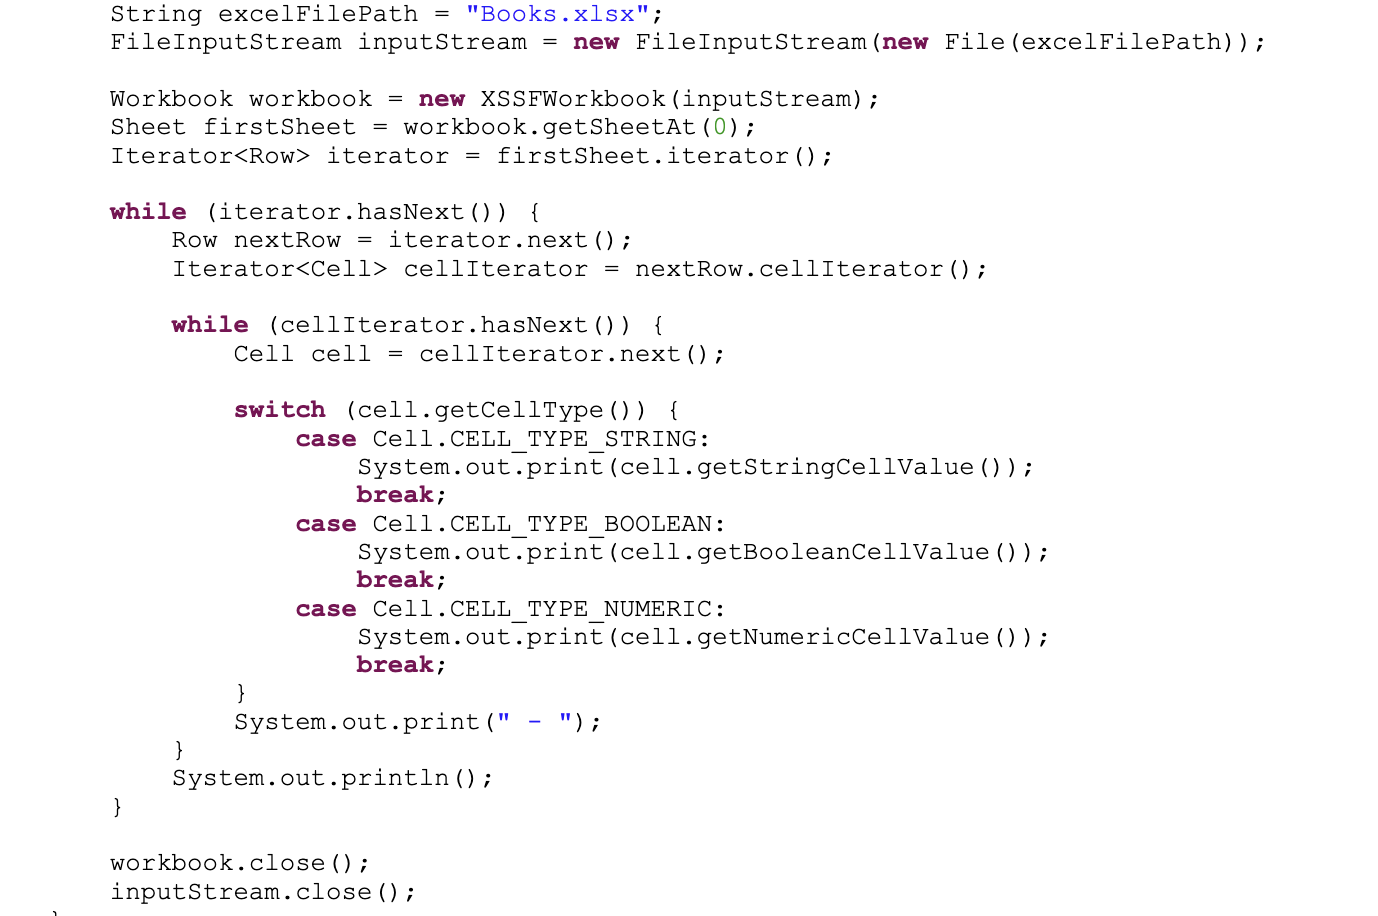 String excelFilePath = "Books.xlsx";
FileInputStream inputStream = new FileInputStream(new File(excelFilePath));
Workbook workbook = new XSSFWorkbook(inputStream);
Sheet firstSheet = workbook.getSheetAt(0);
Iterator<Row> iterator = firstSheet.iterator();
while (iterator.hasNext()) {
Row nextRow = iterator.next();
Iterator<Cell> cellIterator = nextRow.cellIterator();
while (cellIterator.hasNext()) {
Cell cell = cellIterator.next();
switch (cell.getCellType()) {
case Cell.CELL_TYPE_STRING:
System.out.print(cell.getStringCellValue());
break;
case Cell.CELL_TYPE_BOOLEAN:
System.out.print(cell.getBooleanCellValue());
break;
case Cell.CELL_TYPE_NUMERIC:
System.out.print(cell.getNumericCellValue());
break;
}
System.out.print(" - ");
}
System.out.println();
}
workbook.close();
inputStream.close();
}